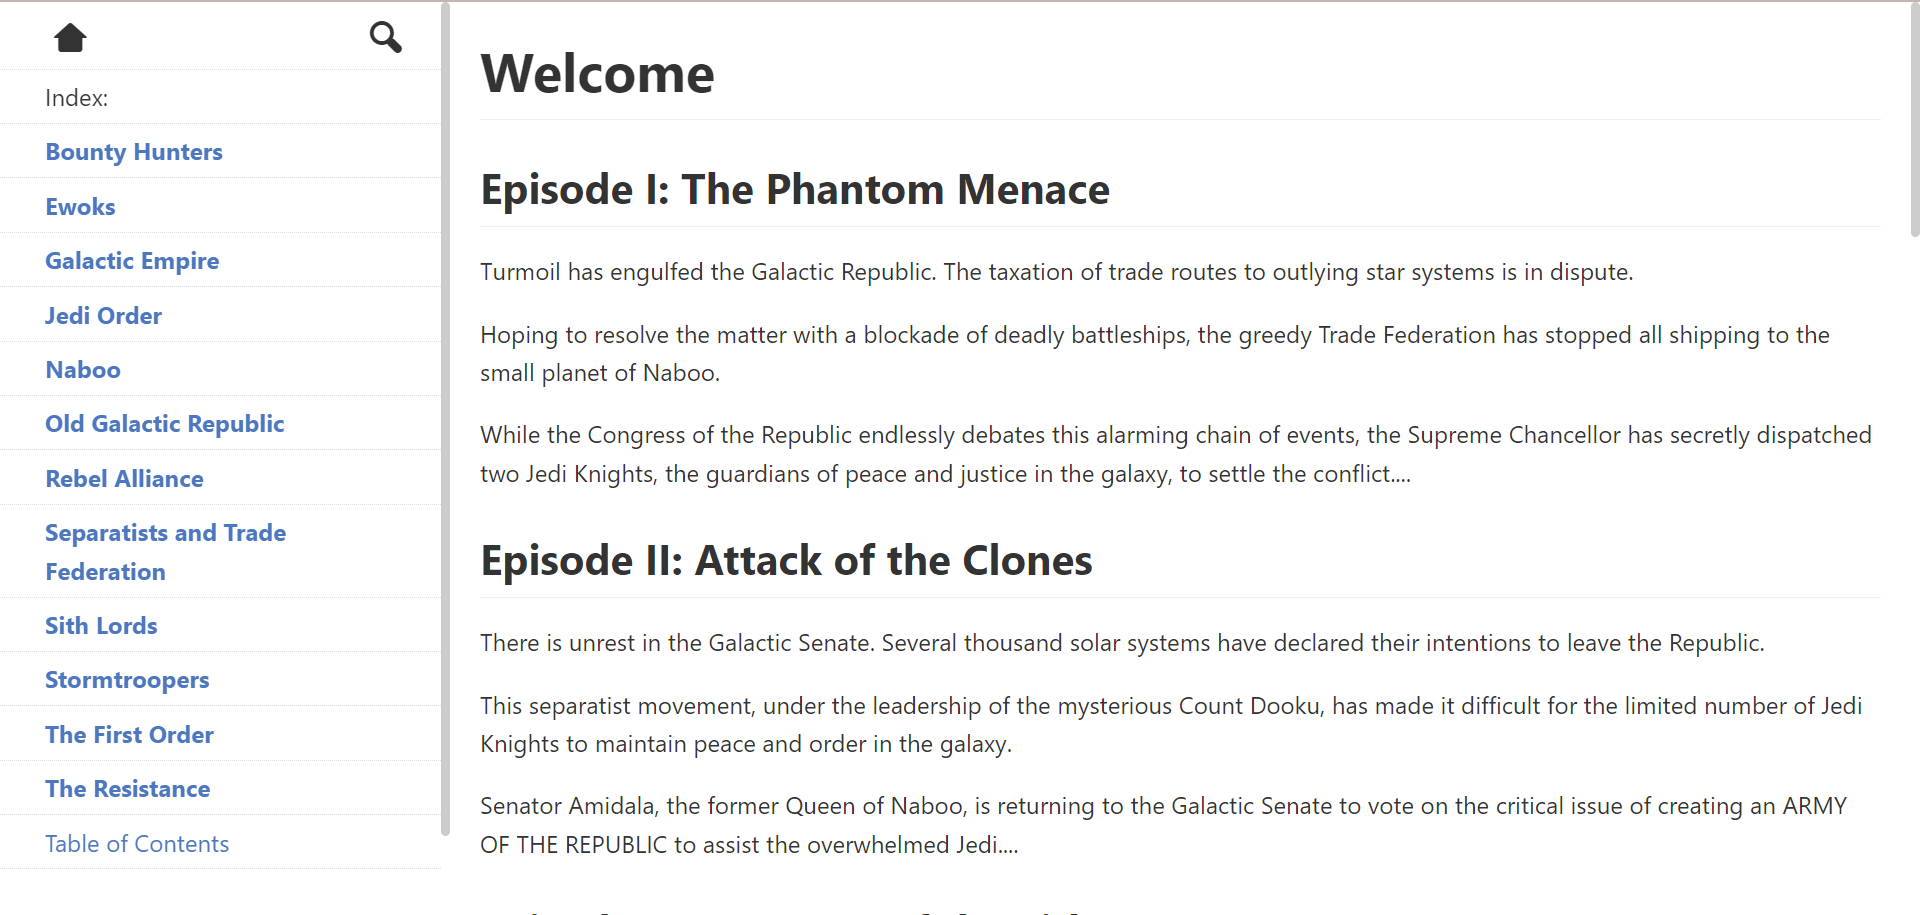 Index:
Bounty Hunters
Ewoks
Galactic Empire
Jedi Order
Naboo
Old Galactic Republic
Rebel Alliance
Separatists and Trade
Federation
Sith Lords
Stormtroopers
The First Order
The Resistance
Table of Contents
Welcome
Episode I: The Phantom Menace
Turmoil has engulfed the Galactic Republic. The taxation of trade routes to outlying star systems is in dispute.
Hoping to resolve the matter with a blockade of deadly battleships, the greedy Trade Federation has stopped all shipping to the
small planet of Naboo.
While the Congress of the Republic endlessly debates this alarming chain of events, the Supreme Chancellor has secretly dispatched
two Jedi Knights, the guardians of peace and justice in the galaxy, to settle the conflict....
Episode II: Attack of the Clones
There is unrest in the Galactic Senate. Several thousand solar systems have declared their intentions to leave the Republic.
This separatist movement, under the leadership of the mysterious Count Dooku, has made it difficult for the limited number of Jedi
Knights to maintain peace and order in the galaxy.
Senator Amidala, the former Queen of Naboo, is returning to the Galactic Senate to vote on the critical issue of creating an ARMY
OF THE REPUBLIC to assist the overwhelmed Jedi....